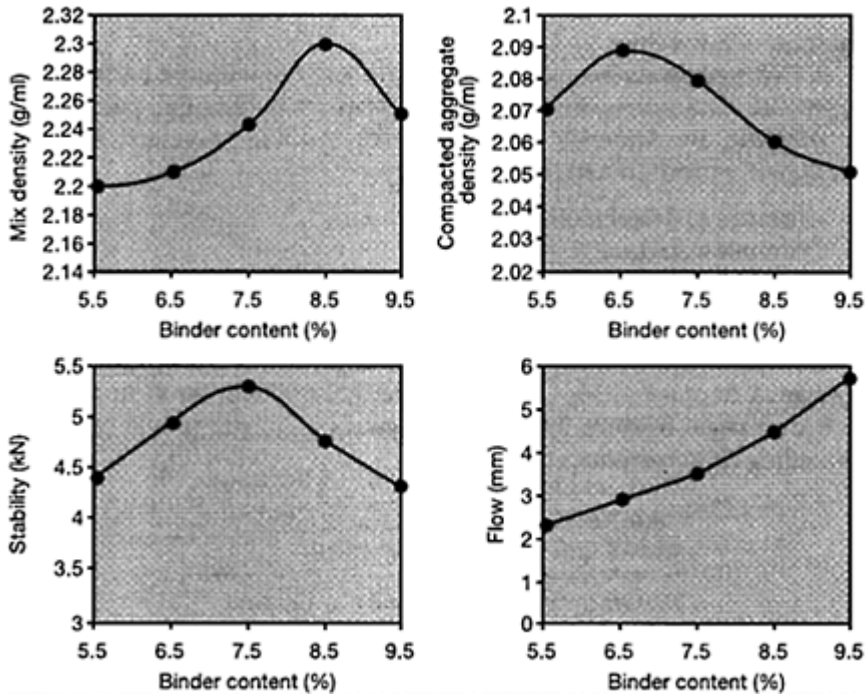 Mix density (g/ml)
2.32
2.3
2.28
2.26
2.24
2.22
2.2
2.18
2.16
2.14
5.5 6.5 7.5 8.5 9.5
Binder content (%)
Compacted aggregate
density (g/ml)
2.1
2.09
2.08
2.07
2.06
2.05
2.04
2.03
2.02
5.5 6.5 7.5 8.5 9.5
Binder content (%)
Stability (kN)
5.5
5
4.5
4
3.5
3
5.5 6.5 7.5 8.5 9.5
Binder content (%)
Flow (mm)
6
5
4
3
2
1
0
5.5 6.5 7.5 8.5 9.5
Binder content (%)